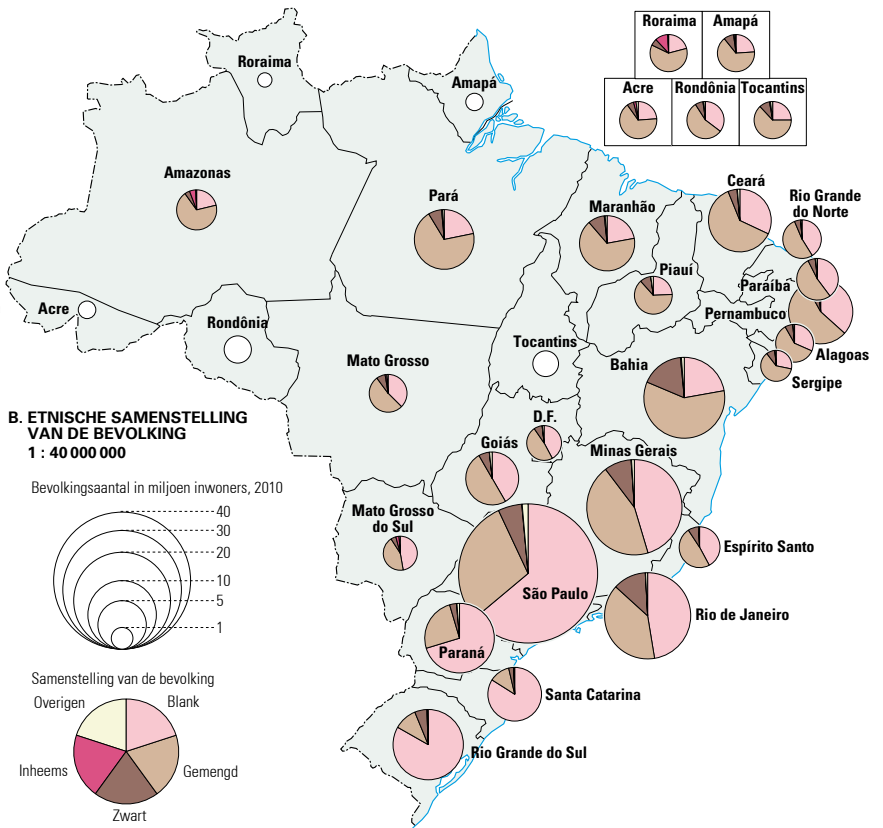 Roraima
Amapá
Acre
Rondônia
Tocantins
Roraima
Amapá
Amazonas
Pará
Maranhão
Ceará
Rio Grande
do Norte
Piauí
Paraíba
Pernambuco
Alagoas
Sergipe
Acre
Rondônia
Tocantins
Mato Grosso
Bahia
D.F.
Goiás
Minas Gerais
Mato Grosso
do Sul
Espírito Santo
São Paulo
Rio de Janeiro
Paraná
Santa Catarina
Rio Grande do Sul
B. ETNISCHE SAMENSTELLING
VAN DE BEVOLKING
1 : 40 000 000
Bevolkingsaantal in miljoen inwoners, 2010
40
30
20
10
5
1
Samenstelling van de bevolking
Overigen
Blank
Inheems
Gemengd
Zwart